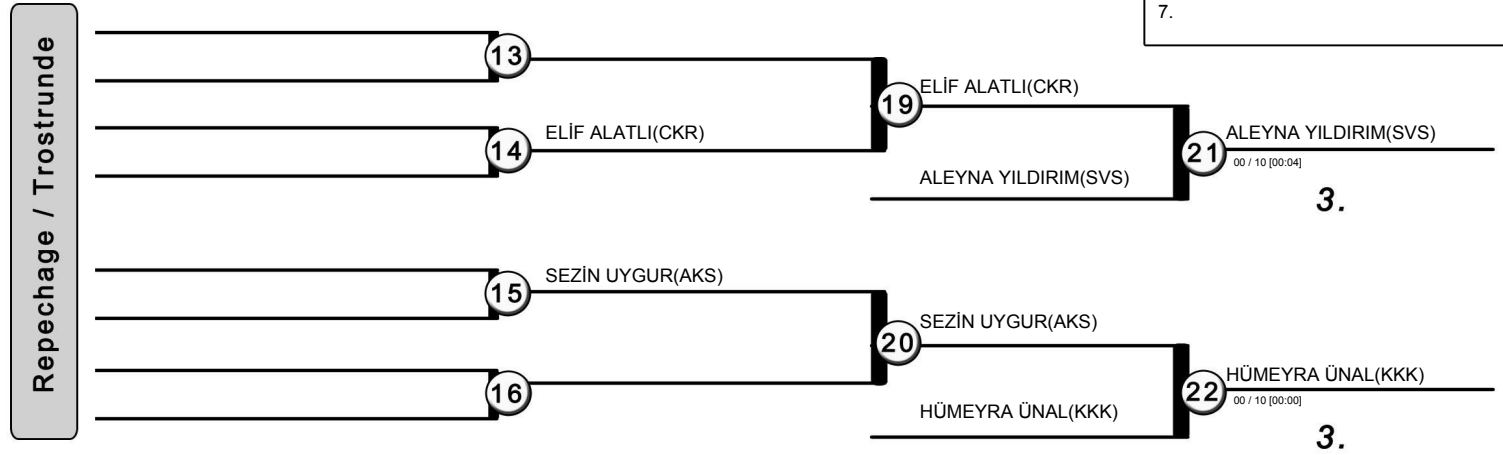 Repechage / Trostrunde
7.
13
ELİF ALATLI(CKR)
19
ELİF ALATLI(CKR)
14
21
ALEYNA YILDIRIM(SVS)
00 / 10 [00:04]
ALEYNA YILDIRIM(SVS)
3.
SEZİN UYGUR(AKS)
15
SEZİN UYGUR(AKS)
20
HÜMEYRA ÜNAL(KKK)
22
00 / 10 [00:00]
16
HÜMEYRA ÜNAL(KKK)
3.